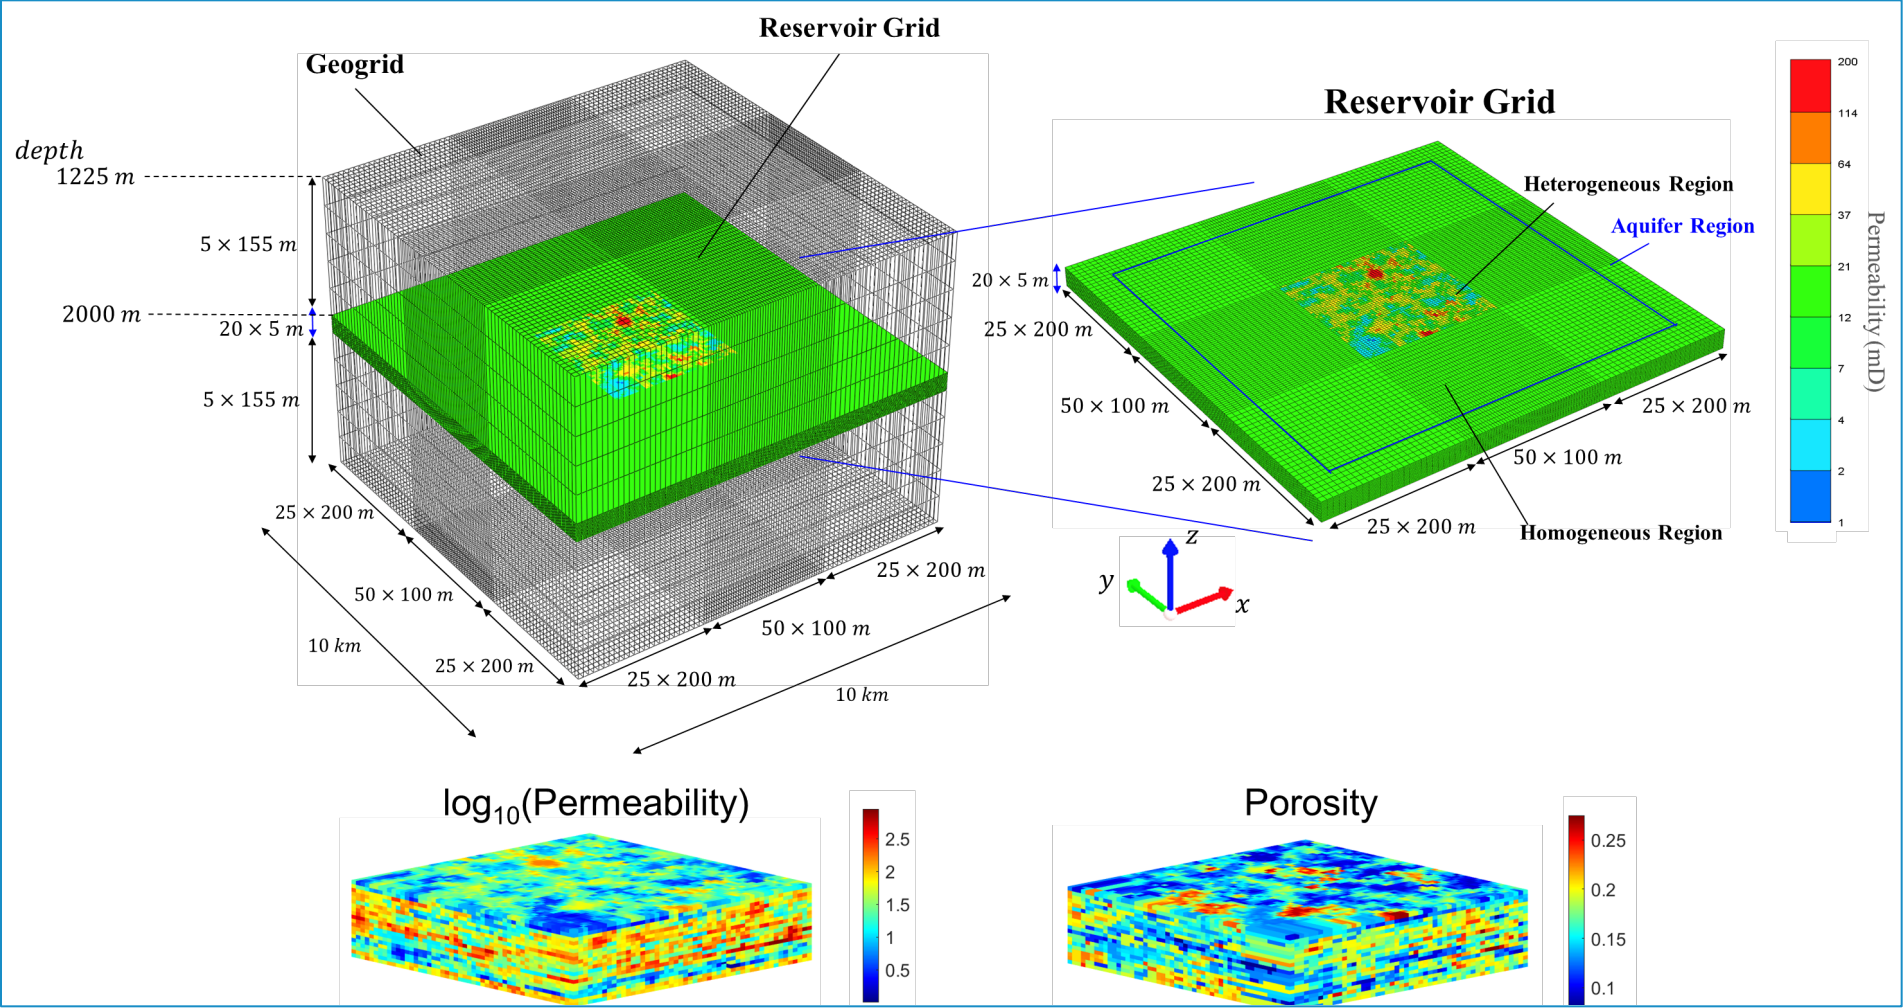 Reservoir Grid
Geogrid
depth
1225 m
5 × 155 m
2000 m
20 × 5 m
5 × 155 m
25 × 200 m
50 × 100 m
25 × 200 m
10 km
25 × 200 m
50 × 100 m
25 × 200 m
10 km
Reservoir Grid
Heterogeneous Region
Aquifer Region
20 × 5 m
25 × 200 m
50 × 100 m
25 × 200 m
25 × 200 m
50 × 100 m
25 × 200 m
Homogeneous Region
z
y
x
200
114
64
37
21
12
7
4
2
1
Permeability (mD)
log10(Permeability)
2.5
2
1.5
1
0.5
Porosity
0.25
0.2
0.15
0.1